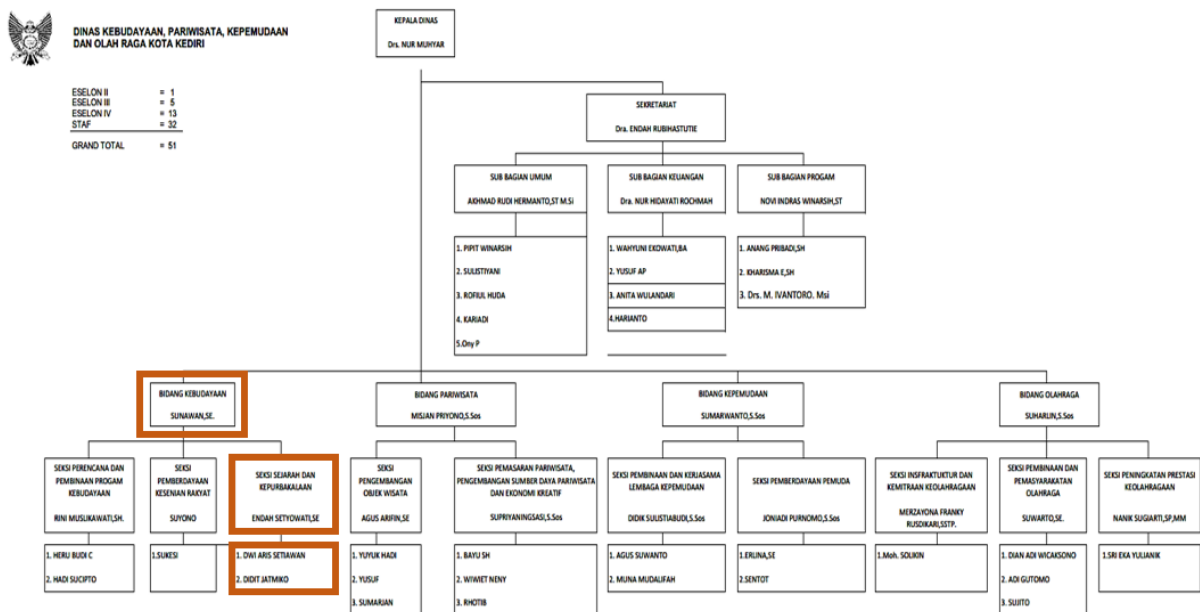 DINAS KEBUDAYAAN, PARIWISATA, KEPEMUDAAN
DAN OLAH RAGA KOTA KEDIRI
ESELON II = 1
ESELON III = 5
ESELON IV = 13
STAF = 32
GRAND TOTAL = 51
KEPALA DINAS
Drs. NUR MUHYAR
SEKRETARIAT
Dra. ENDAH RUBIHASTUTIE
SUB BAGIAN UMUM
AKHMAD RUDI HERMANTO,ST M.Si
1. PIPIT WINARSIH
2. SULISTIYANI
3. ROFIUL HUDA
4. KARIADI
5.Ony P
SUB BAGIAN KEUANGAN
Dra. NUR HIDAYATI ROCHMAH
1. WAHYUNI EKOWATI,BA
2. YUSUF AP
3. ANITA WULANDARI
4.HARIANTO
SUB BAGIAN PROGAM
NOVI INDRAS WINARSIH,ST
1. ANANG PRIBADI,SH
2. KHARISMA E,SH
3. Drs. M. IVANTORO. Msi
BIDANG KEBUDAYAAN
SUNAWAN,SE.
SEKSI PERENCANA DAN
PEMBINAAN PROGAM
KEBUDAYAAN
RINI MUSLIKAWATI,SH.
1. HERU BUDI C
2. HADI SUCIPTO
SEKSI
PEMBERDAYAAN
KESENIAN RAKYAT
SUYONO
1.SUKESI
SEKSI SEJARAH DAN
KEPURBAKALAAN
ENDAH SETYOWATI,SE
1. DWI ARIS SETIAWAN
2. DIDIT JATMIKO
BIDANG PARIWISATA
MISJAN PRIYONO,S.Sos
SEKSI
PENGEMBANGAN
OBJEK WISATA
AGUS ARIFIN,SE
1. YUYUK HADI
2. YUSUF
3. SUMARJAN
SEKSI PEMASARAN PARIWISATA,
PENGEMBANGAN SUMBER DAYA PARIWISATA
DAN EKONOMI KREATIF
SUPRIYANINGSASI,S.Sos
1. BAYU SH
2. WIWIET NENY
3. RHOTIB
BIDANG KEPEMUDAAN
SUMARWANTO,S.Sos
SEKSI PEMBINAAN DAN KERJASAMA
LEMBAGA KEPEMUDAAN
DIDIK SULISTIABUDI,S.Sos
1. AGUS SUWANTO
2. MUNA MUDALIFAH
SEKSI PEMBERDAYAAN PEMUDA
JONIADI PURNOMO,S.Sos
1.ERLINA,SE
2.SENTOT
BIDANG OLAHRAGA
SUHARLIN,S.Sos
SEKSI INSFRAKTUKTUR DAN
KEMITRAAN KEOLAHRAGAAN
MERZAYONA FRANKY
RUSDIKARI,SSTP.
1.Moh. SOLIKIN
SEKSI PEMBINAAN DAN
PEMASYARAKATAN
OLAHRAGA
SUWARTO,SE.
1. DIAN ADI WICAKSONO
2. ADI GUTOMO
3. SUJITO
SEKSI PENINGKATAN PRESTASI
KEOLAHRAGAAN
NANIK SUGIARTI,SP,MM
1.SRI EKA YULIANIK